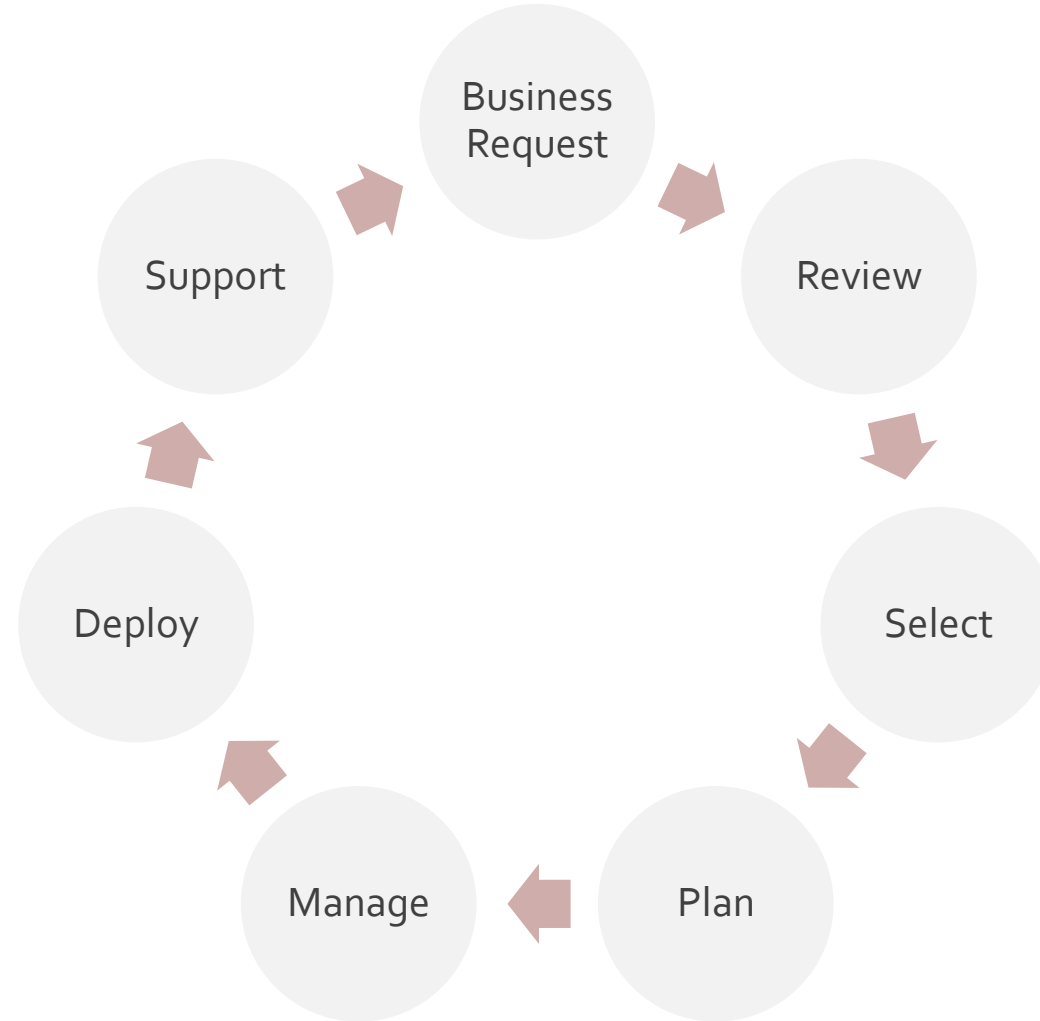 Business
Request
Review
Select
Plan
Manage
Deploy
Support